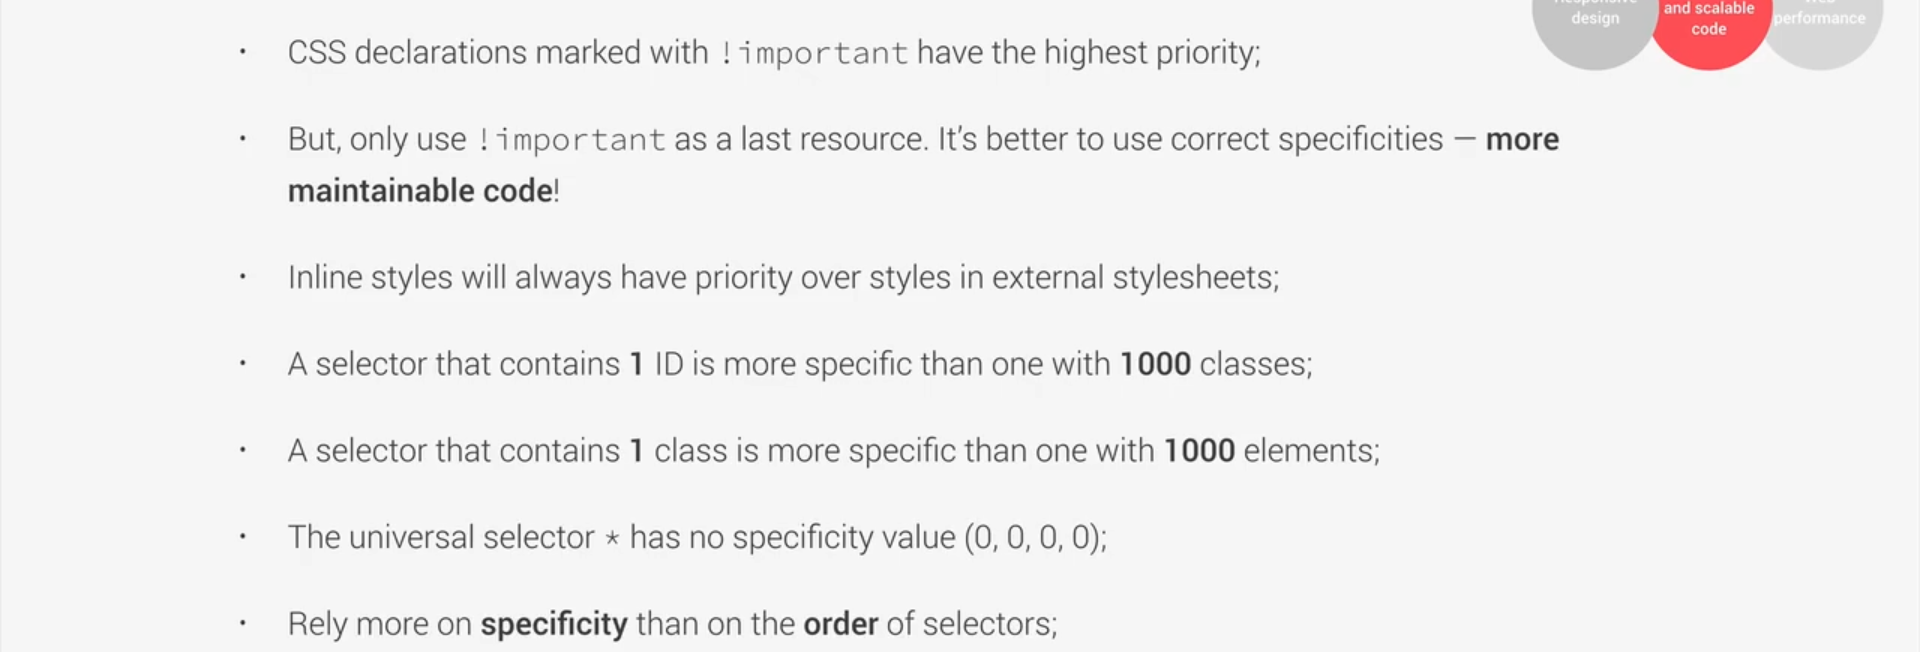 design
and scalable
code
performance
• CSS declarations marked with !important have the highest priority;
• But, only use !important as a last resource. It's better to use correct specificities — more
maintainable code!
• Inline styles will always have priority over styles in external stylesheets;
• A selector that contains 1 ID is more specific than one with 1000 classes;
• A selector that contains 1 class is more specific than one with 1000 elements;
• The universal selector * has no specificity value (0, 0, 0, 0);
• Rely more on specificity than on the order of selectors;